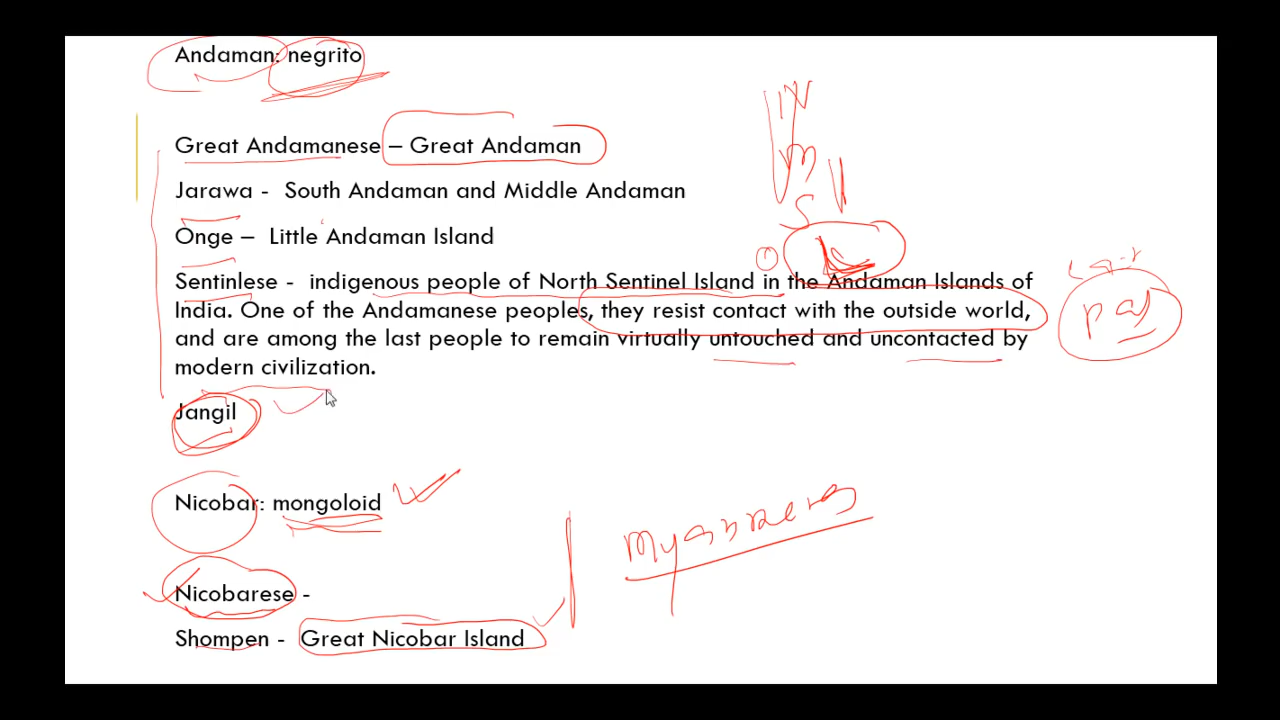 Andaman: negrito
Great Andamanese – Great Andaman
Jarawa -  South Andaman and Middle Andaman
Onge –  Little Andaman Island
Sentinlese -  indigenous people of North Sentinel Island in the Andaman Islands of
India. One of the Andamanese peoples, they resist contact with the outside world,
and are among the last people to remain virtually untouched and uncontacted by
modern civilization.
Jangil
Nicobar: mongoloid
Nicobarese -
Shompen -  Great Nicobar Island
N
M
S
L